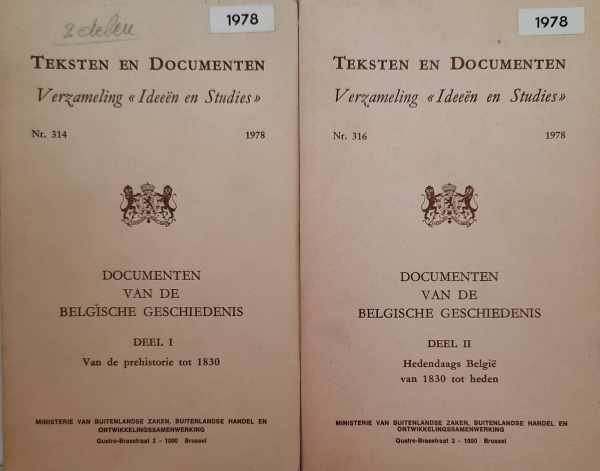 2 delen
1978
TEKSTEN EN DOCUMENTEN
Verzameling « Ideeën en Studies»
Nr. 314 1978
DOCUMENTEN
VAN DE
BELGISCHE GESCHIEDENIS
DEEL I
Van de prehistorie tot 1830
MINISTERIE VAN BUITENLANDSE ZAKEN, BUITENLANDSE HANDEL EN
ONTWIKKELINGSSAMENWERKING
Quatre-Brasstraat 2 - 1000 Brussel
1978
TEKSTEN EN DOCUMENTEN
Verzameling « Ideeën en Studies»
Nr. 316 1978
DOCUMENTEN
VAN DE
BELGISCHE GESCHIEDENIS
DEEL II
Hedendaags België
van 1830 tot heden
MINISTERIE VAN BUITENLANDSE ZAKEN, BUITENLANDSE HANDEL EN
ONTWIKKELINGSSAMENWERKING
Quatre-Brasstraat 2 - 1000 Brussel